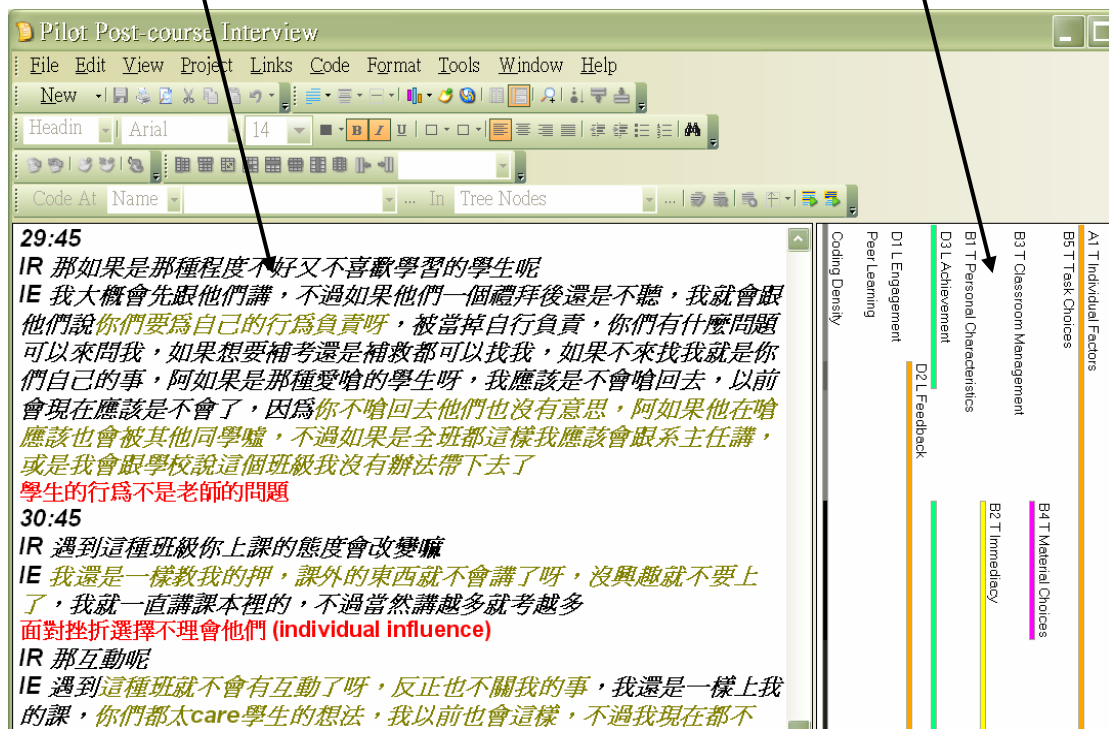 Pilot Post-course Interview
File Edit View Project Links Code Format Tools Window Help
New
Headin Arial 14 B I U
Code At Name ... In Tree Nodes ...
29:45
IR 那如果是那種程度不好又不喜歡學習的學生呢
IE 我大概會先跟他們講，不過如果他們一個禮拜後還是不聽，我就會跟
他們說你們要為自己的行為負責呀，被當掉自行負責，你們有什麼問題
可以來問我，如果想要補考還是補救都可以找我，如果不來找我就是你
們自己的事，阿如果是那種愛嗆的學生呀，我應該是不會嗆回去，以前
會現在應該是不會了，因為你不嗆回去他們也沒有意思，阿如果他在嗆
應該也會被其他同學噓，不過如果是全班都這樣我應該會跟系主任講，
或是我會跟學校說這個班級我沒有辦法帶下去了
學生的行為不是老師的問題
30:45
IR 遇到這種班級你上課的態度會改變嘛
IE 我還是一樣教我的押，課外的東西就不會講了呀，沒興趣就不要上
了，我就一直講課本裡的，不過當然講越多就考越多
面對挫折選擇不理會他們 (individual influence)
IR 那互動呢
IE 遇到這種班就不會有互動了呀，反正也不關我的事，我還是一樣上我
的課，你們都太care學生的想法，我以前也會這樣，不過我現在都不
Coding Density
Peer Learning
D1 L Engagement
D2 L Feedback
D3 L Achievement
B1 T Personal Characteristics
B2 T Immediacy
B3 T Classroom Management
B4 T Material Choices
B5 T Task Choices
A1 T Individual Factors